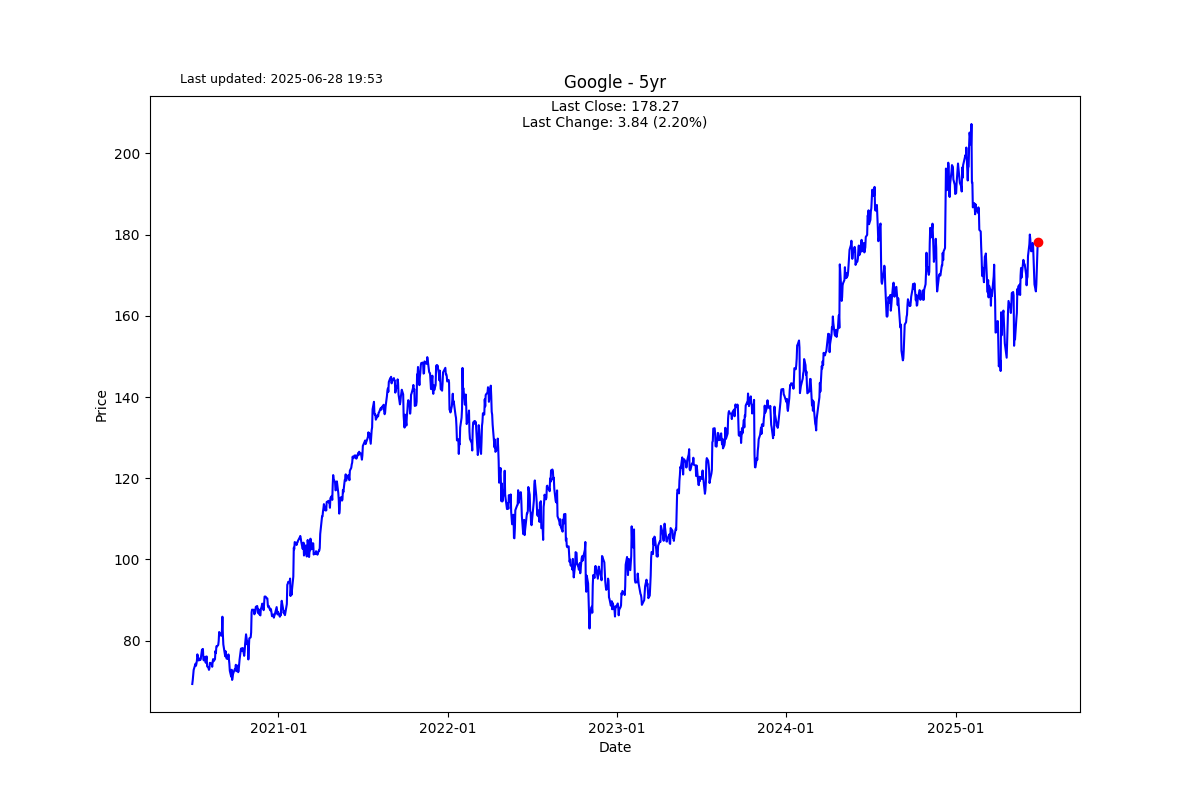 Last updated: 2025-06-28 19:53
Google - 5yr
Last Close: 178.27
Last Change: 3.84 (2.20%)
Price
200
180
160
140
120
100
80
2021-01
2022-01
2023-01
2024-01
2025-01
Date